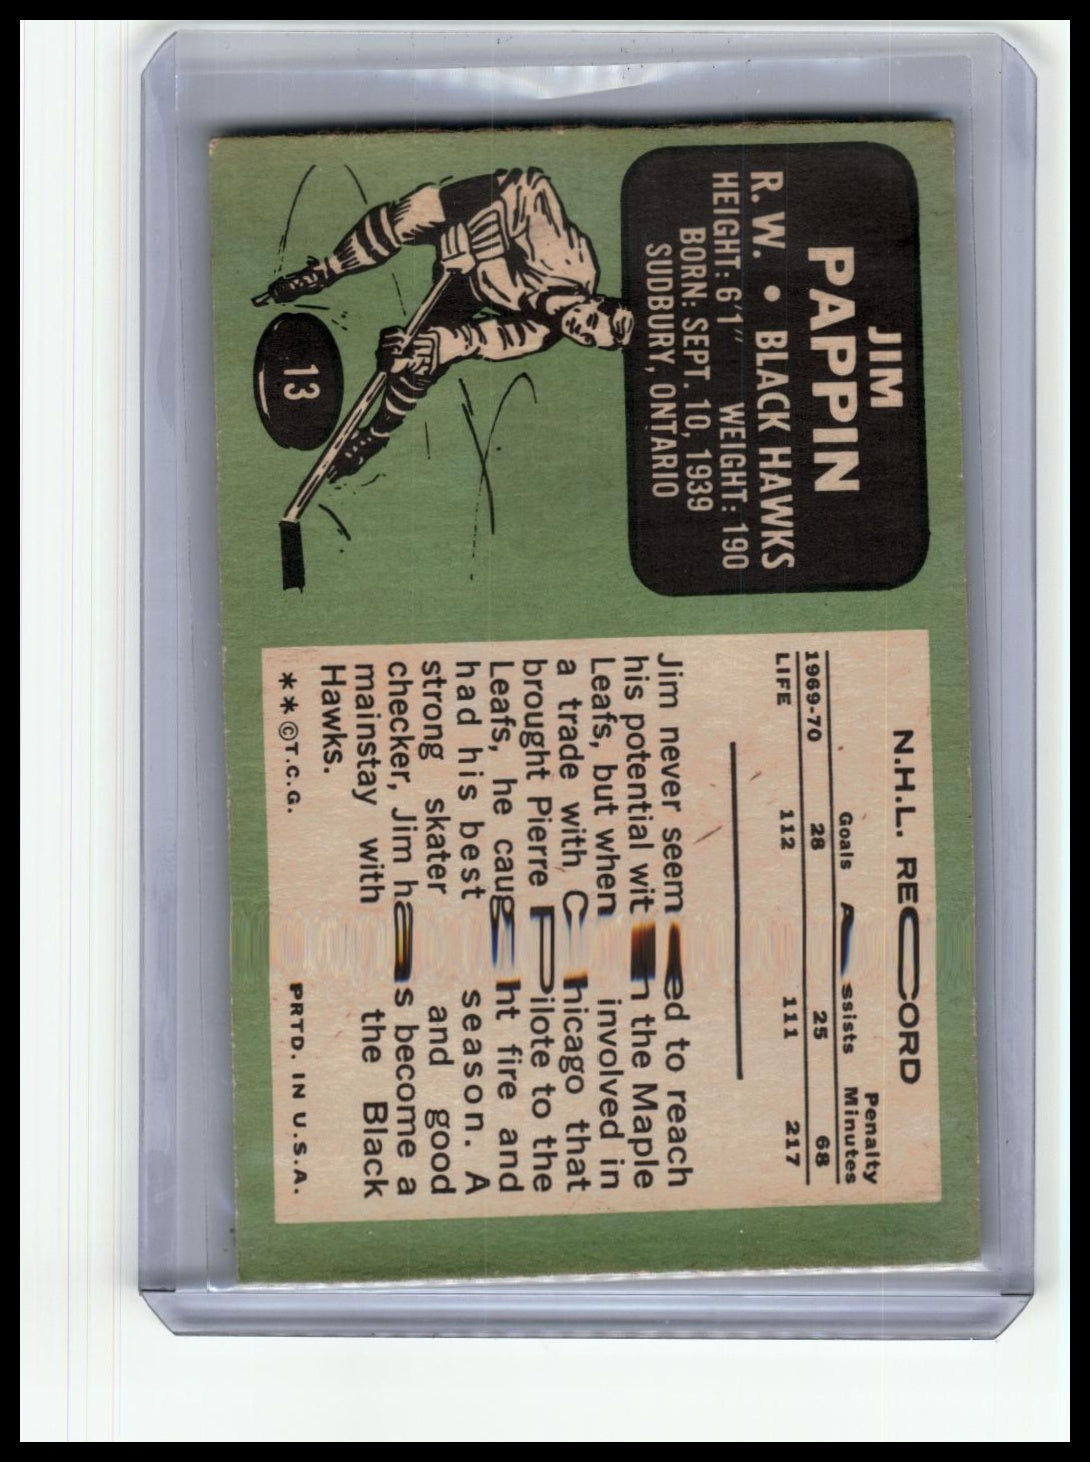 JIM
PAPPIN
R.W. • BLACK HAWKS
HEIGHT: 6'1" WEIGHT: 190
BORN: SEPT. 10, 1939
SUDBURY, ONTARIO
13
N.H.L. RECORD
Penalty
Goals Assists Minutes
1969-70 28 25 68
LIFE 112 111 217
Jim never seemed to reach
his potential with the Maple
Leafs, but when involved in
a trade with Chicago that
brought Pierre Pilote to the
Leafs, he caught fire and
had his best season. A
strong skater and good
checker, Jim has become a
mainstay with the Black
Hawks.
**©T.C.G. PRTD. IN U.S.A.